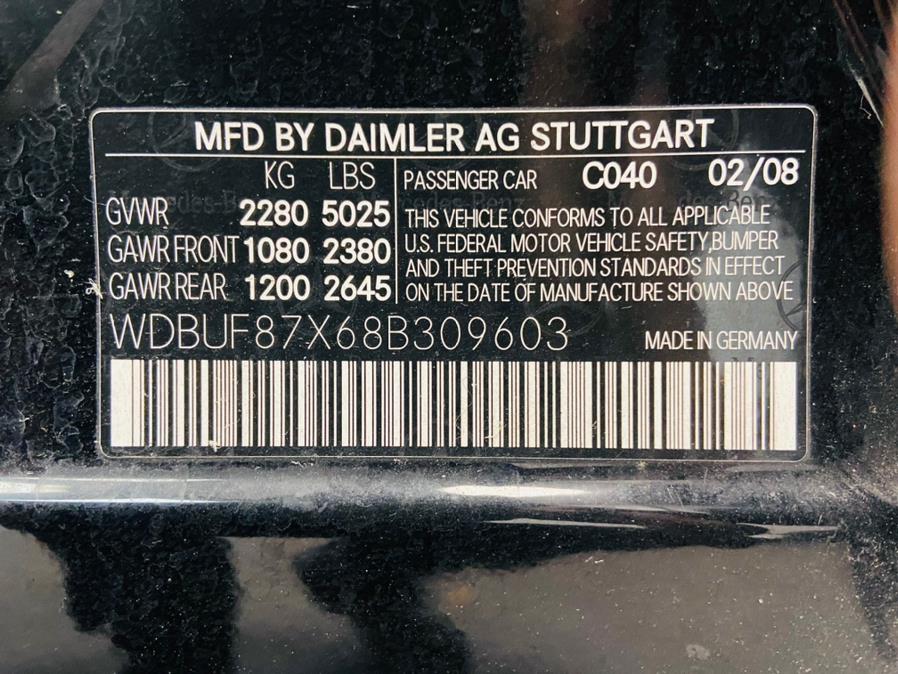 MFD BY DAIMLER AG STUTTGART
KG LBS
GVWR 2280 5025
GAWR FRONT 1080 2380
GAWR REAR 1200 2645
PASSENGER CAR C040 02/08
THIS VEHICLE CONFORMS TO ALL APPLICABLE
U.S. FEDERAL MOTOR VEHICLE SAFETY,BUMPER
AND THEFT PREVENTION STANDARDS IN EFFECT
ON THE DATE OF MANUFACTURE SHOWN ABOVE
WDBUF87X68B309603 MADE IN GERMANY